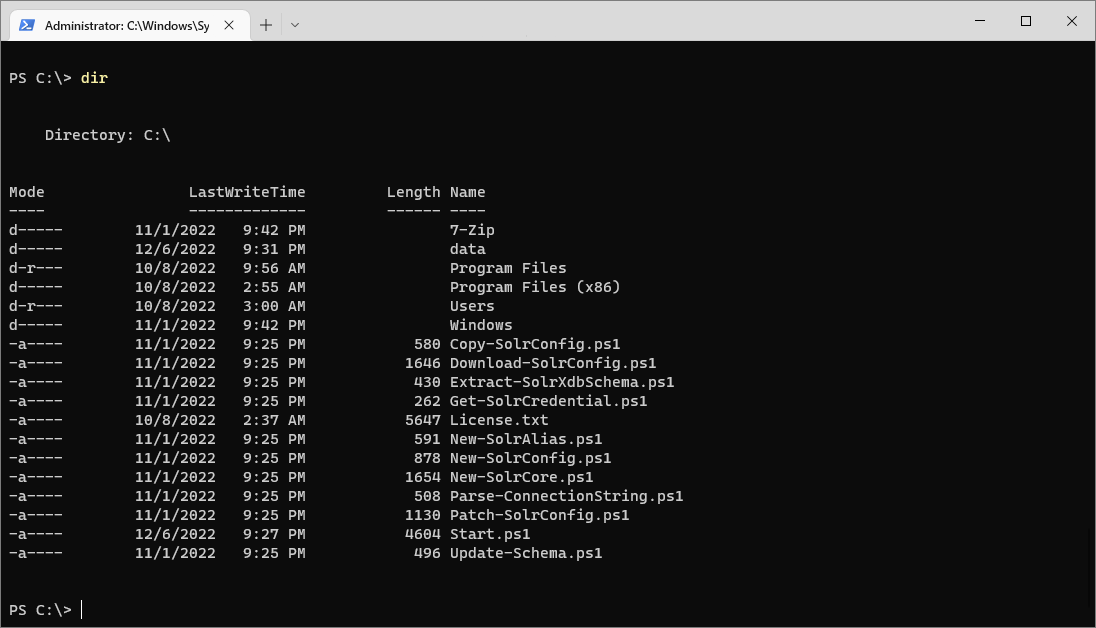 Administrator: C:\Windows\Sy
PS C:\> dir
    Directory: C:\
Mode                LastWriteTime         Length Name
----                -------------         ------ ----
d-----        11/1/2022   9:42 PM                7-Zip
d-----        12/6/2022   9:31 PM                data
d-r---        10/8/2022   9:56 AM                Program Files
d-----        10/8/2022   2:55 AM                Program Files (x86)
d-r---        10/8/2022   3:00 AM                Users
d-----        11/1/2022   9:42 PM                Windows
-a----        11/1/2022   9:25 PM            580 Copy-SolrConfig.ps1
-a----        11/1/2022   9:25 PM           1646 Download-SolrConfig.ps1
-a----        11/1/2022   9:25 PM            430 Extract-SolrXdbSchema.ps1
-a----        11/1/2022   9:25 PM            262 Get-SolrCredential.ps1
-a----        10/8/2022   2:37 AM           5647 License.txt
-a----        11/1/2022   9:25 PM            591 New-SolrAlias.ps1
-a----        11/1/2022   9:25 PM            878 New-SolrConfig.ps1
-a----        11/1/2022   9:25 PM           1654 New-SolrCore.ps1
-a----        11/1/2022   9:25 PM            508 Parse-ConnectionString.ps1
-a----        11/1/2022   9:25 PM           1130 Patch-SolrConfig.ps1
-a----        12/6/2022   9:27 PM           4604 Start.ps1
-a----        11/1/2022   9:25 PM            496 Update-Schema.ps1
PS C:\>